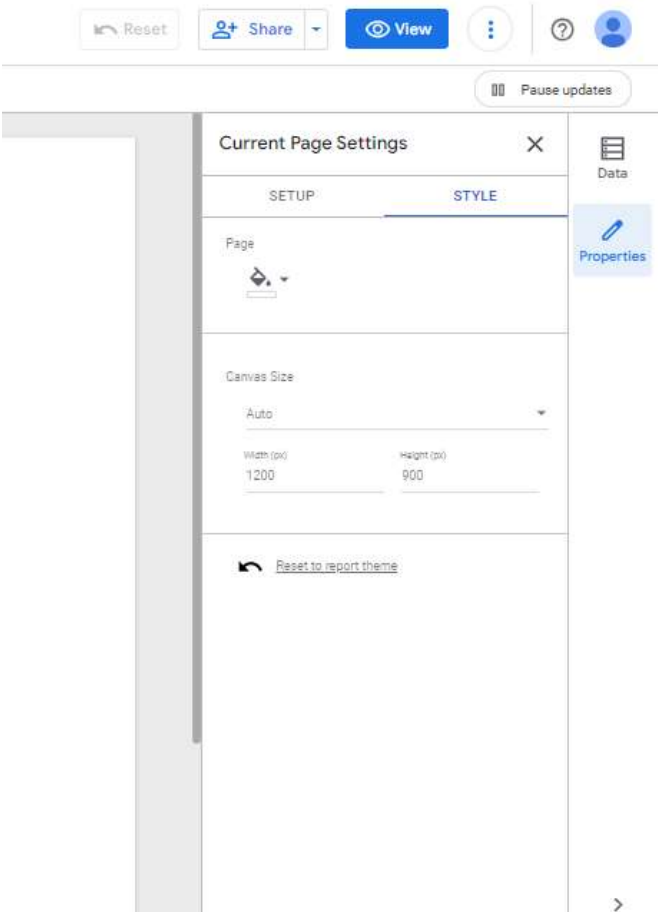 Reset
Share
View
Pause updates
Current Page Settings
Data
SETUP
STYLE
Properties
Page
Canvas Size
Auto
Width (px)
Height (px)
1200
900
Reset to report theme